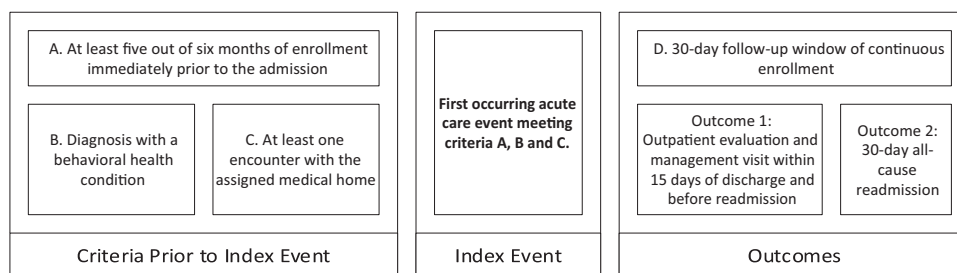 A. At least five out of six months of enrollment
immediately prior to the admission
B. Diagnosis with a
behavioral health
condition
C. At least one
encounter with the
assigned medical home
Criteria Prior to Index Event
First occurring acute
care event meeting
criteria A, B and C.
Index Event
D. 30-day follow-up window of continuous
enrollment
Outcome 1:
Outpatient evaluation and
management visit within
15 days of discharge and
before readmission
Outcome 2:
30-day all-
cause
readmission
Outcomes